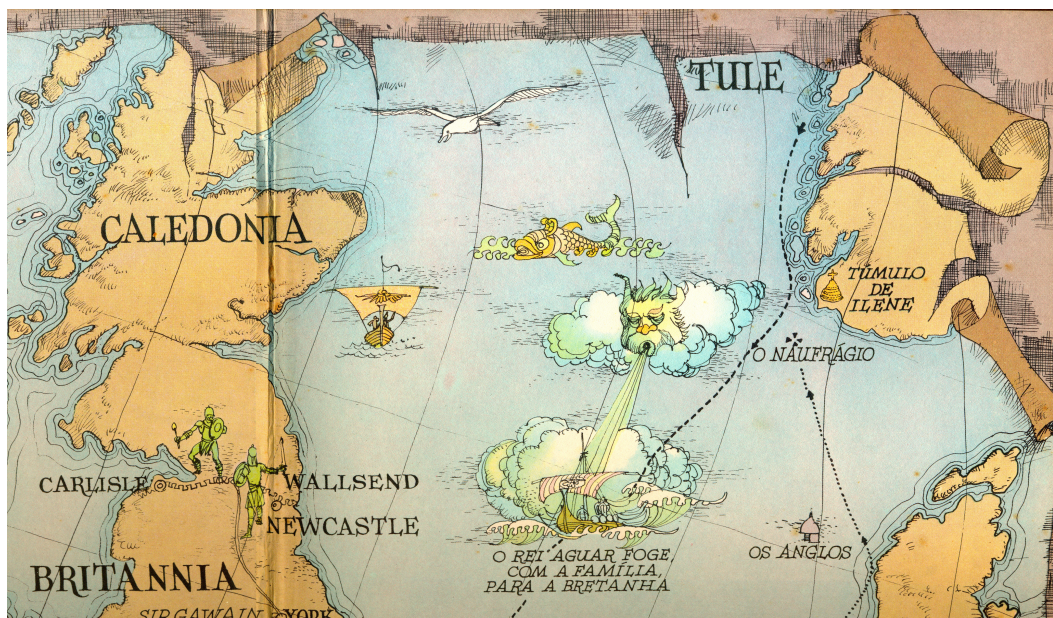 TULE
CALEDONIA
TÚMULO
DE
ILENE
O NAUFRÁGIO
CARLISLE
WALLSEND
NEWCASTLE
O REI AGUAR FOGE
COM A FAMÍLIA,
PARA A BRETANHA
OS ANGLOS
BRITANNIA
SIR GAWAIN
YORK